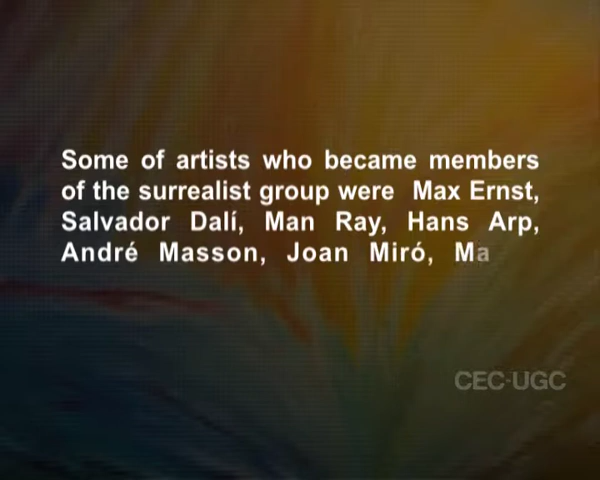 Some of artists who became members
of the surrealist group were Max Ernst,
Salvador Dalí, Man Ray, Hans Arp,
André Masson, Joan Miró, Ma
CEC-UGC